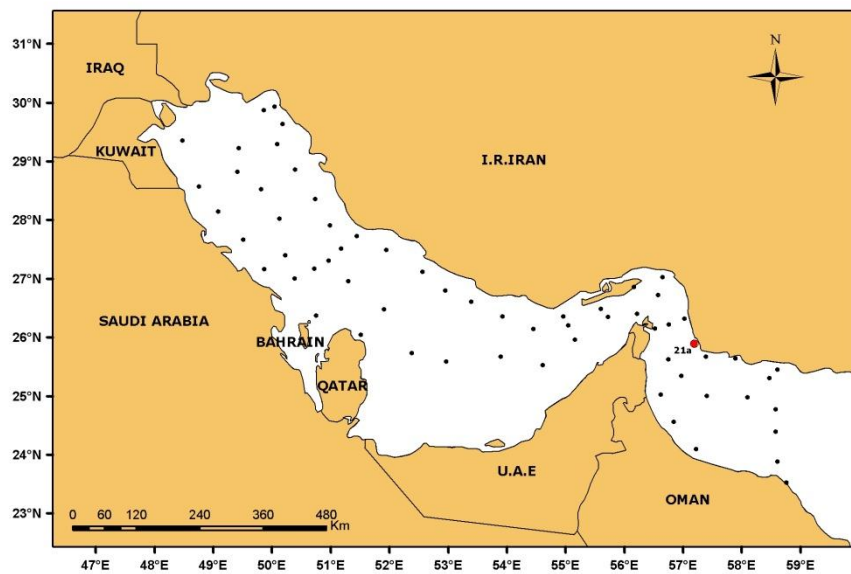 31°N
30°N
29°N
28°N
27°N
26°N
25°N
24°N
23°N
N
IRAQ
KUWAIT
I.R.IRAN
SAUDI ARABIA
BAHRAIN
QATAR
21a
U.A.E
OMAN
0 60 120 240 360 480
Km
47°E 48°E 49°E 50°E 51°E 52°E 53°E 54°E 55°E 56°E 57°E 58°E 59°E